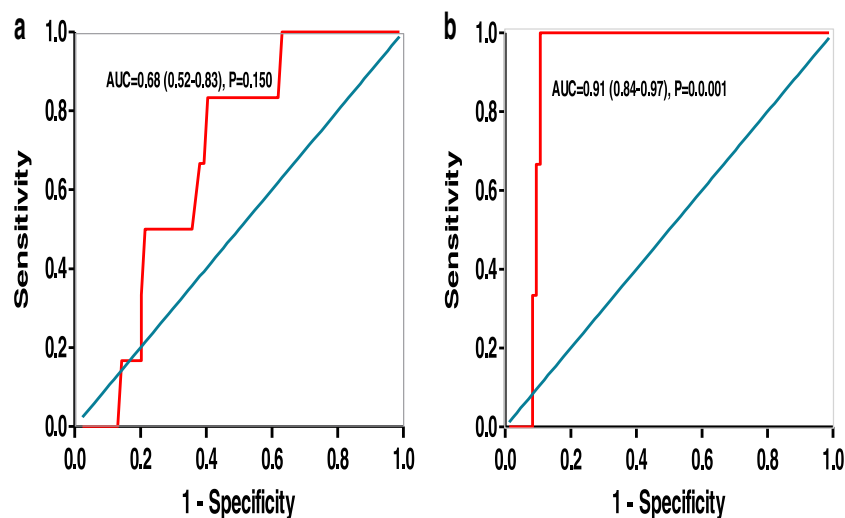 a
1.0
0.8
0.6
0.4
0.2
0.0
Sensitivity
AUC=0.68 (0.52-0.83), P=0.150
0.0 0.2 0.4 0.6 0.8 1.0
1 - Specificity
b
1.0
0.8
0.6
0.4
0.2
0.0
Sensitivity
AUC=0.91 (0.84-0.97), P=0.0.001
0.0 0.2 0.4 0.6 0.8 1.0
1 - Specificity